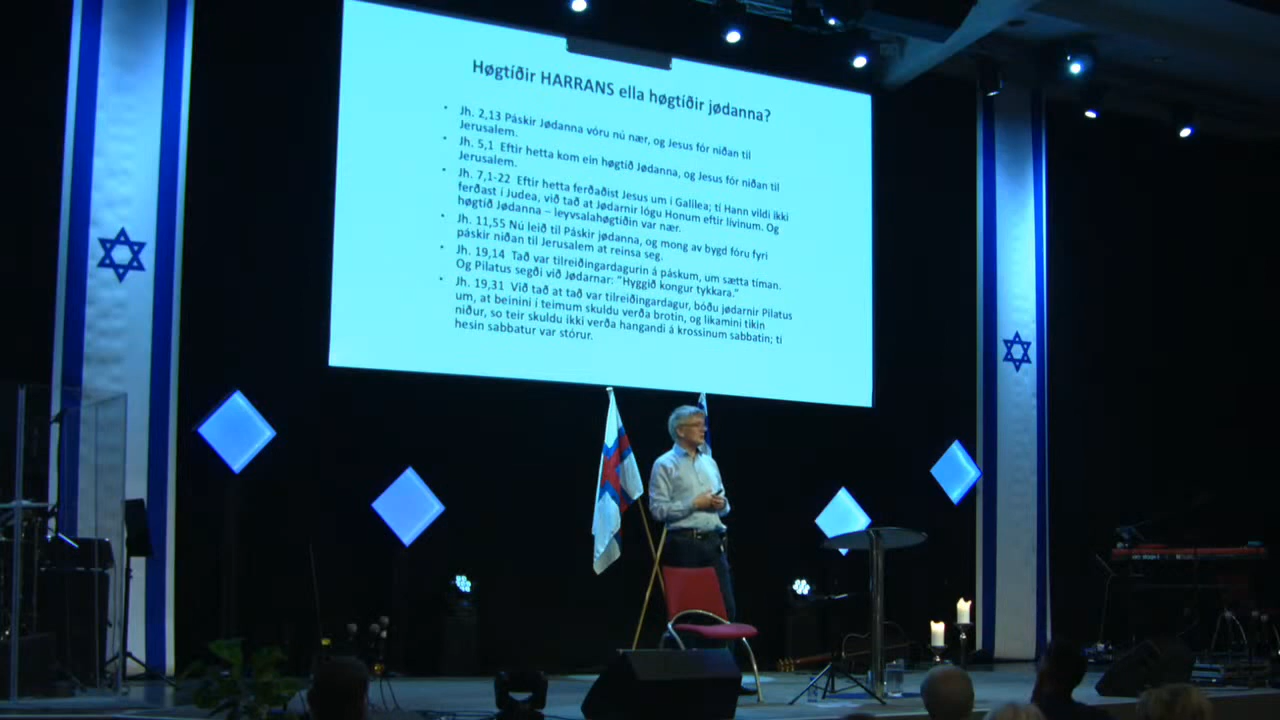 Høgtíðir HARRANS ella høgtíðir jødanna?
• Jh. 2,13 Páskir Jødanna vóru nú nær, og Jesus fór niðan til
Jerusalem.
• Jh. 5,1 Eftir hetta kom ein høgtíð Jødanna, og Jesus fór niðan til
Jerusalem.
• Jh. 7,1-22 Eftir hetta ferðaðist Jesus um í Galilea; tí Hann vildi ikki
ferðast í Judea, við tað at Jødarnir lógu Honum eftir lívinum. Og
høgtíð Jødanna – leyvsalahøgtíðin var nær.
• Jh. 11,55 Nú leið til Páskir jødanna, og mong av bygd fóru fyri
páskir niðan til Jerusalem at reinsa seg.
• Jh. 19,14 Tað var tilreiðingardagurin á páskum, um sætta tíman.
Og Pilatus segði við Jødarnar: "Hyggið kongur tykkara."
• Jh. 19,31 Við tað at tað var tilreiðingardagur, bóðu jødarnir Pilatus
um, at beinini í teimum skuldu verða brotin, og likamini tikin
niður, so teir skuldu ikki verða hangandi á krossinum sabbatin; tí
hesin sabbatur var stórur.